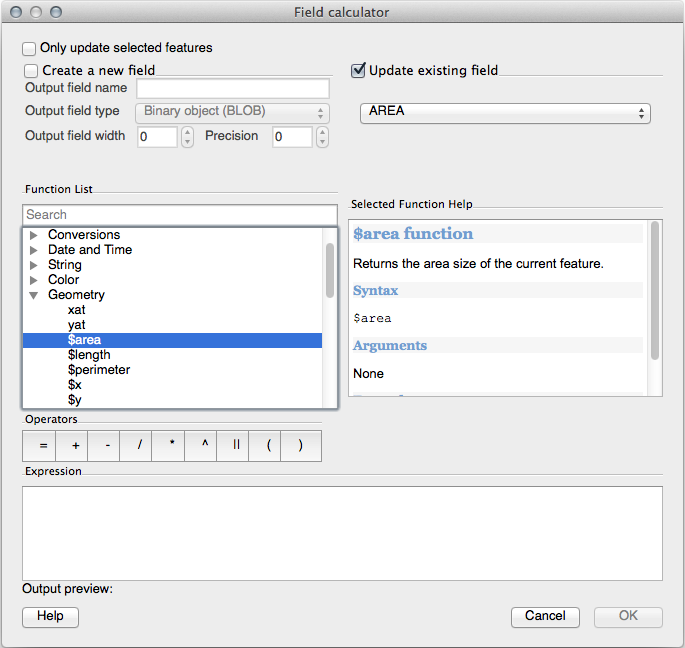 Field calculator
Only update selected features
Create a new field
Update existing field
Output field name
Output field type Binary object (BLOB)
AREA
Output field width 0 Precision 0
Function List
Selected Function Help
Search
Conversions
Date and Time
String
Color
Geometry
xat
yat
$area
$length
$perimeter
$x
$y
$area function
Returns the area size of the current feature.
Syntax
$area
Arguments
None
Operators
= + - / * ^ || ( )
Expression
Output preview:
Help Cancel OK